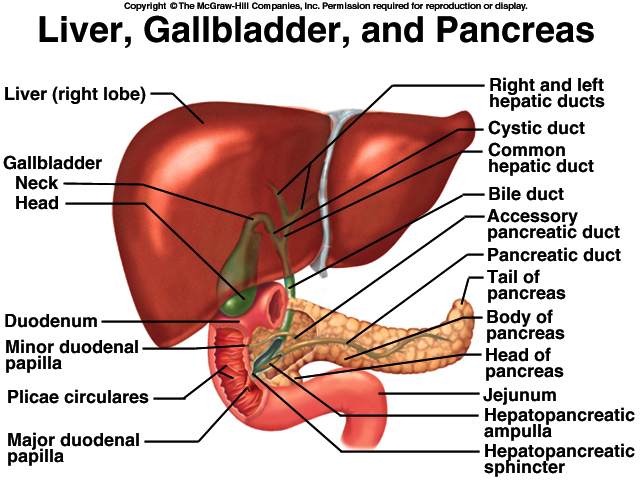 Copyright © The McGraw-Hill Companies, Inc. Permission required for reproduction or display.
Liver, Gallbladder, and Pancreas
Liver (right lobe)
Gallbladder
Neck
Head
Duodenum
Minor duodenal
papilla
Plicae circulares
Major duodenal
papilla
Right and left
hepatic ducts
Cystic duct
Common
hepatic duct
Bile duct
Accessory
pancreatic duct
Pancreatic duct
Tail of
pancreas
Body of
pancreas
Head of
pancreas
Jejunum
Hepatopancreatic
ampulla
Hepatopancreatic
sphincter